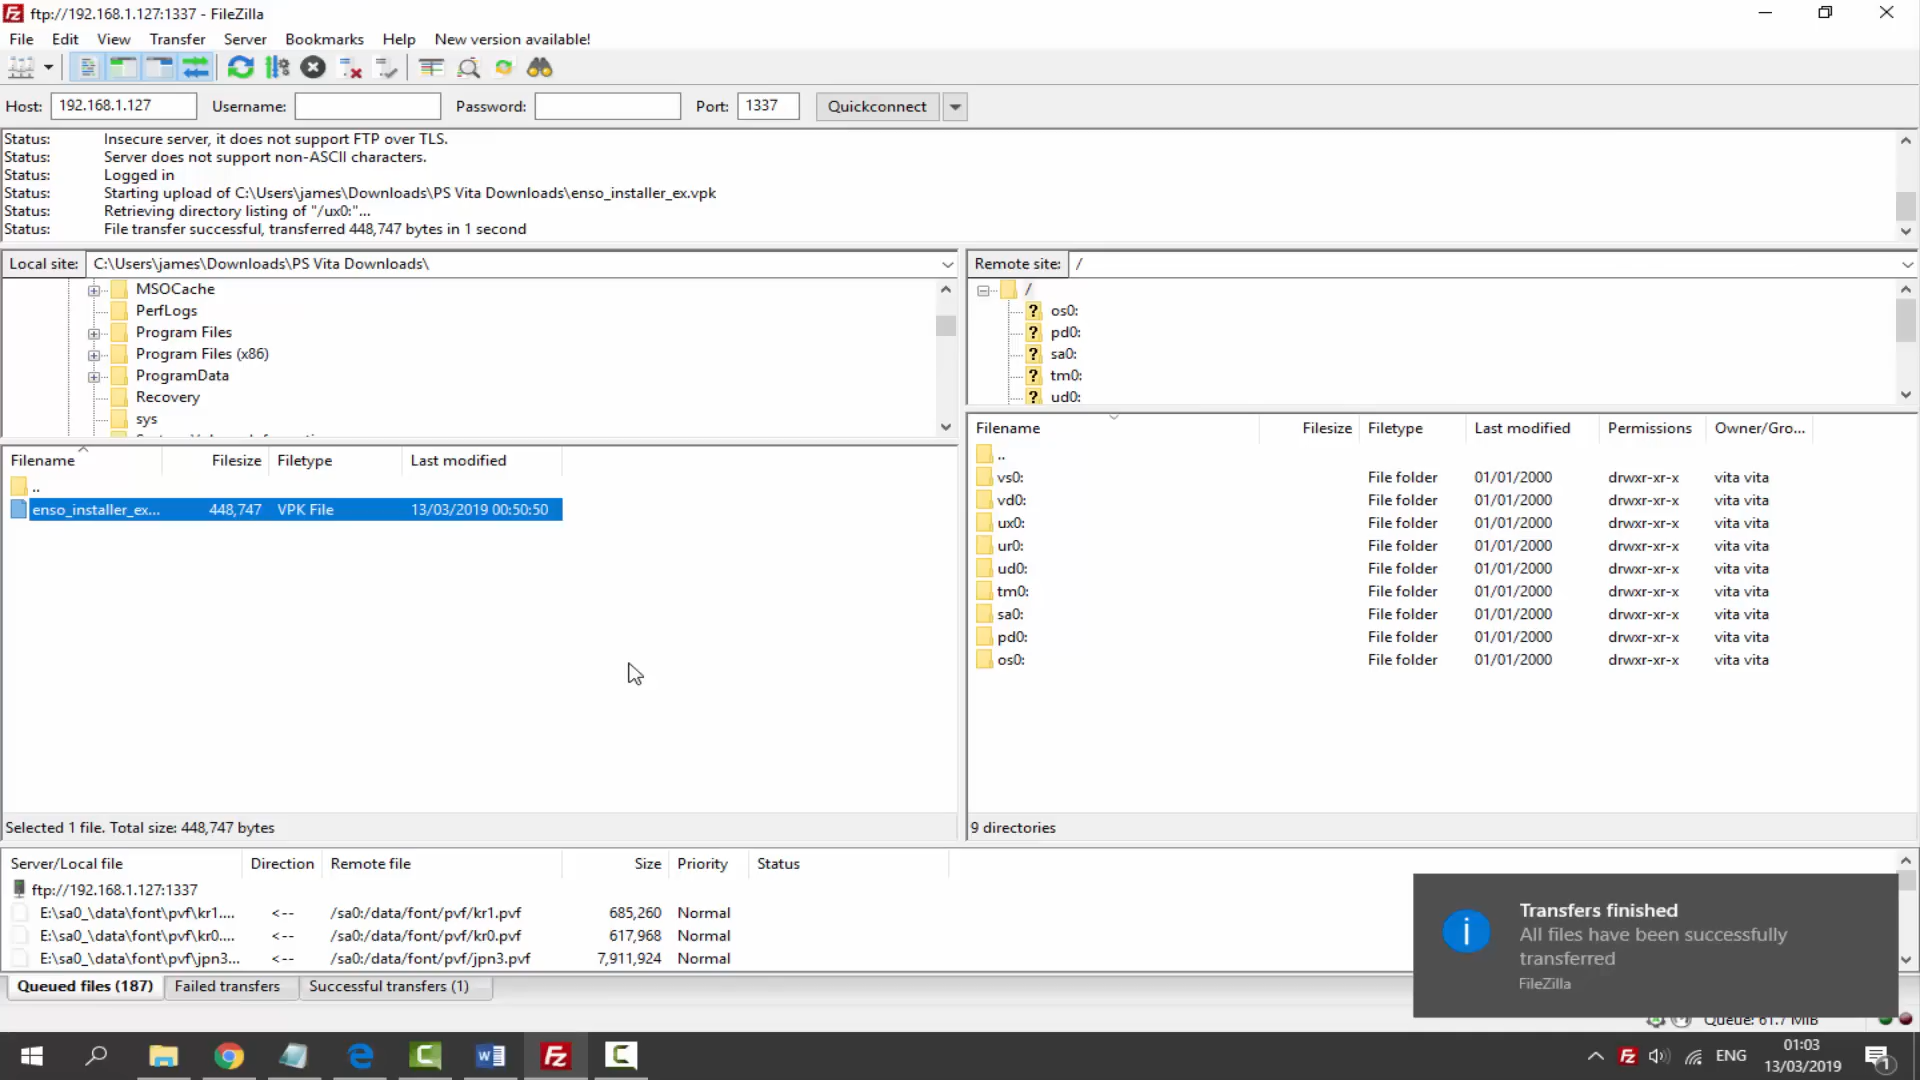 ftp://192.168.1.127:1337 - FileZilla
File Edit View Transfer Server Bookmarks Help New version available!
Host: 192.168.1.127 Username: Password: Port: 1337 Quickconnect
Status: Insecure server, it does not support FTP over TLS.
Status: Server does not support non-ASCII characters.
Status: Logged in
Status: Starting upload of C:\Users\james\Downloads\PS Vita Downloads\enso_installer_ex.vpk
Status: Retrieving directory listing of "/ux0:"...
Status: File transfer successful, transferred 448,747 bytes in 1 second
Local site: C:\Users\james\Downloads\PS Vita Downloads\
MSOCache
PerfLogs
Program Files
Program Files (x86)
ProgramData
Recovery
sys
Filename Filesize Filetype Last modified
..
enso_installer_ex... 448,747 VPK File 13/03/2019 00:50:50
Selected 1 file. Total size: 448,747 bytes
Remote site: /
/
? os0:
? pd0:
? sa0:
? tm0:
? ud0:
Filename Filesize Filetype Last modified Permissions Owner/Gro...
..
vs0: File folder 01/01/2000 drwxr-xr-x vita vita
vd0: File folder 01/01/2000 drwxr-xr-x vita vita
ux0: File folder 01/01/2000 drwxr-xr-x vita vita
ur0: File folder 01/01/2000 drwxr-xr-x vita vita
ud0: File folder 01/01/2000 drwxr-xr-x vita vita
tm0: File folder 01/01/2000 drwxr-xr-x vita vita
sa0: File folder 01/01/2000 drwxr-xr-x vita vita
pd0: File folder 01/01/2000 drwxr-xr-x vita vita
os0: File folder 01/01/2000 drwxr-xr-x vita vita
9 directories
Server/Local file Direction Remote file Size Priority Status
ftp://192.168.1.127:1337
E:\sa0_\data\font\pvf\kr1.... <-- /sa0:/data/font/pvf/kr1.pvf 685,260 Normal
E:\sa0_\data\font\pvf\kr0.... <-- /sa0:/data/font/pvf/kr0.pvf 617,968 Normal
E:\sa0_\data\font\pvf\jpn3... <-- /sa0:/data/font/pvf/jpn3.pvf 7,911,924 Normal
Queued files (187) Failed transfers Successful transfers (1)
Transfers finished
All files have been successfully
transferred
FileZilla
Queue: 61.7 MiB
ENG
01:03
13/03/2019
1